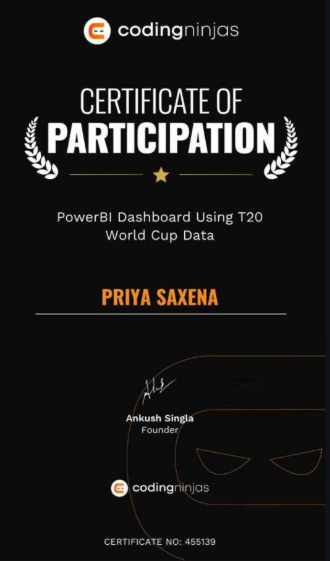 codingninjas
CERTIFICATE OF
PARTICIPATION
PowerBI Dashboard Using T20
World Cup Data
PRIYA SAXENA
Ankush Singla
Founder
codingninjas
CERTIFICATE NO: 455139